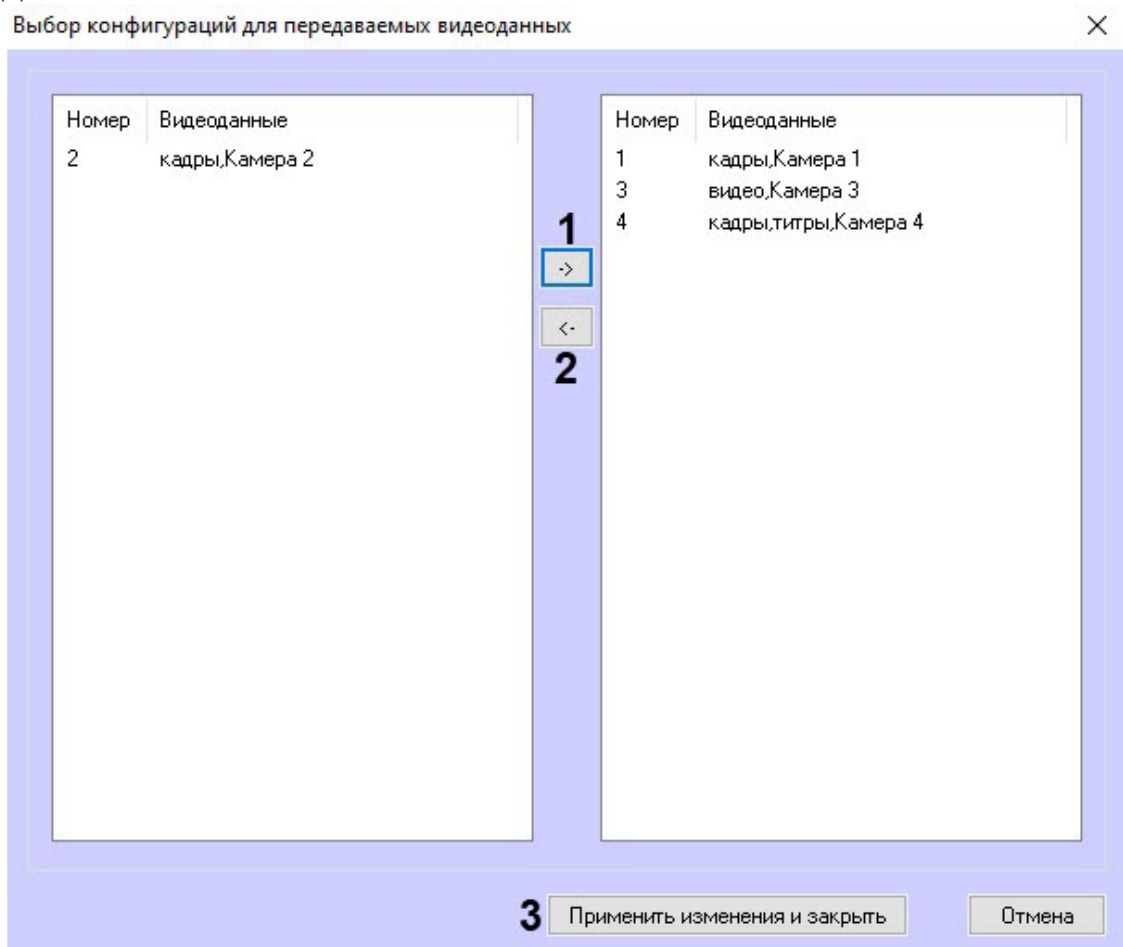 Выбор конфигураций для передаваемых видеоданных
Номер Видеоданные
2 кадры,Камера 2
1
->
<-
2
Номер Видеоданные
1 кадры,Камера 1
3 видео,Камера 3
4 кадры,титры,Камера 4
3 Применить изменения и закрыть Отмена